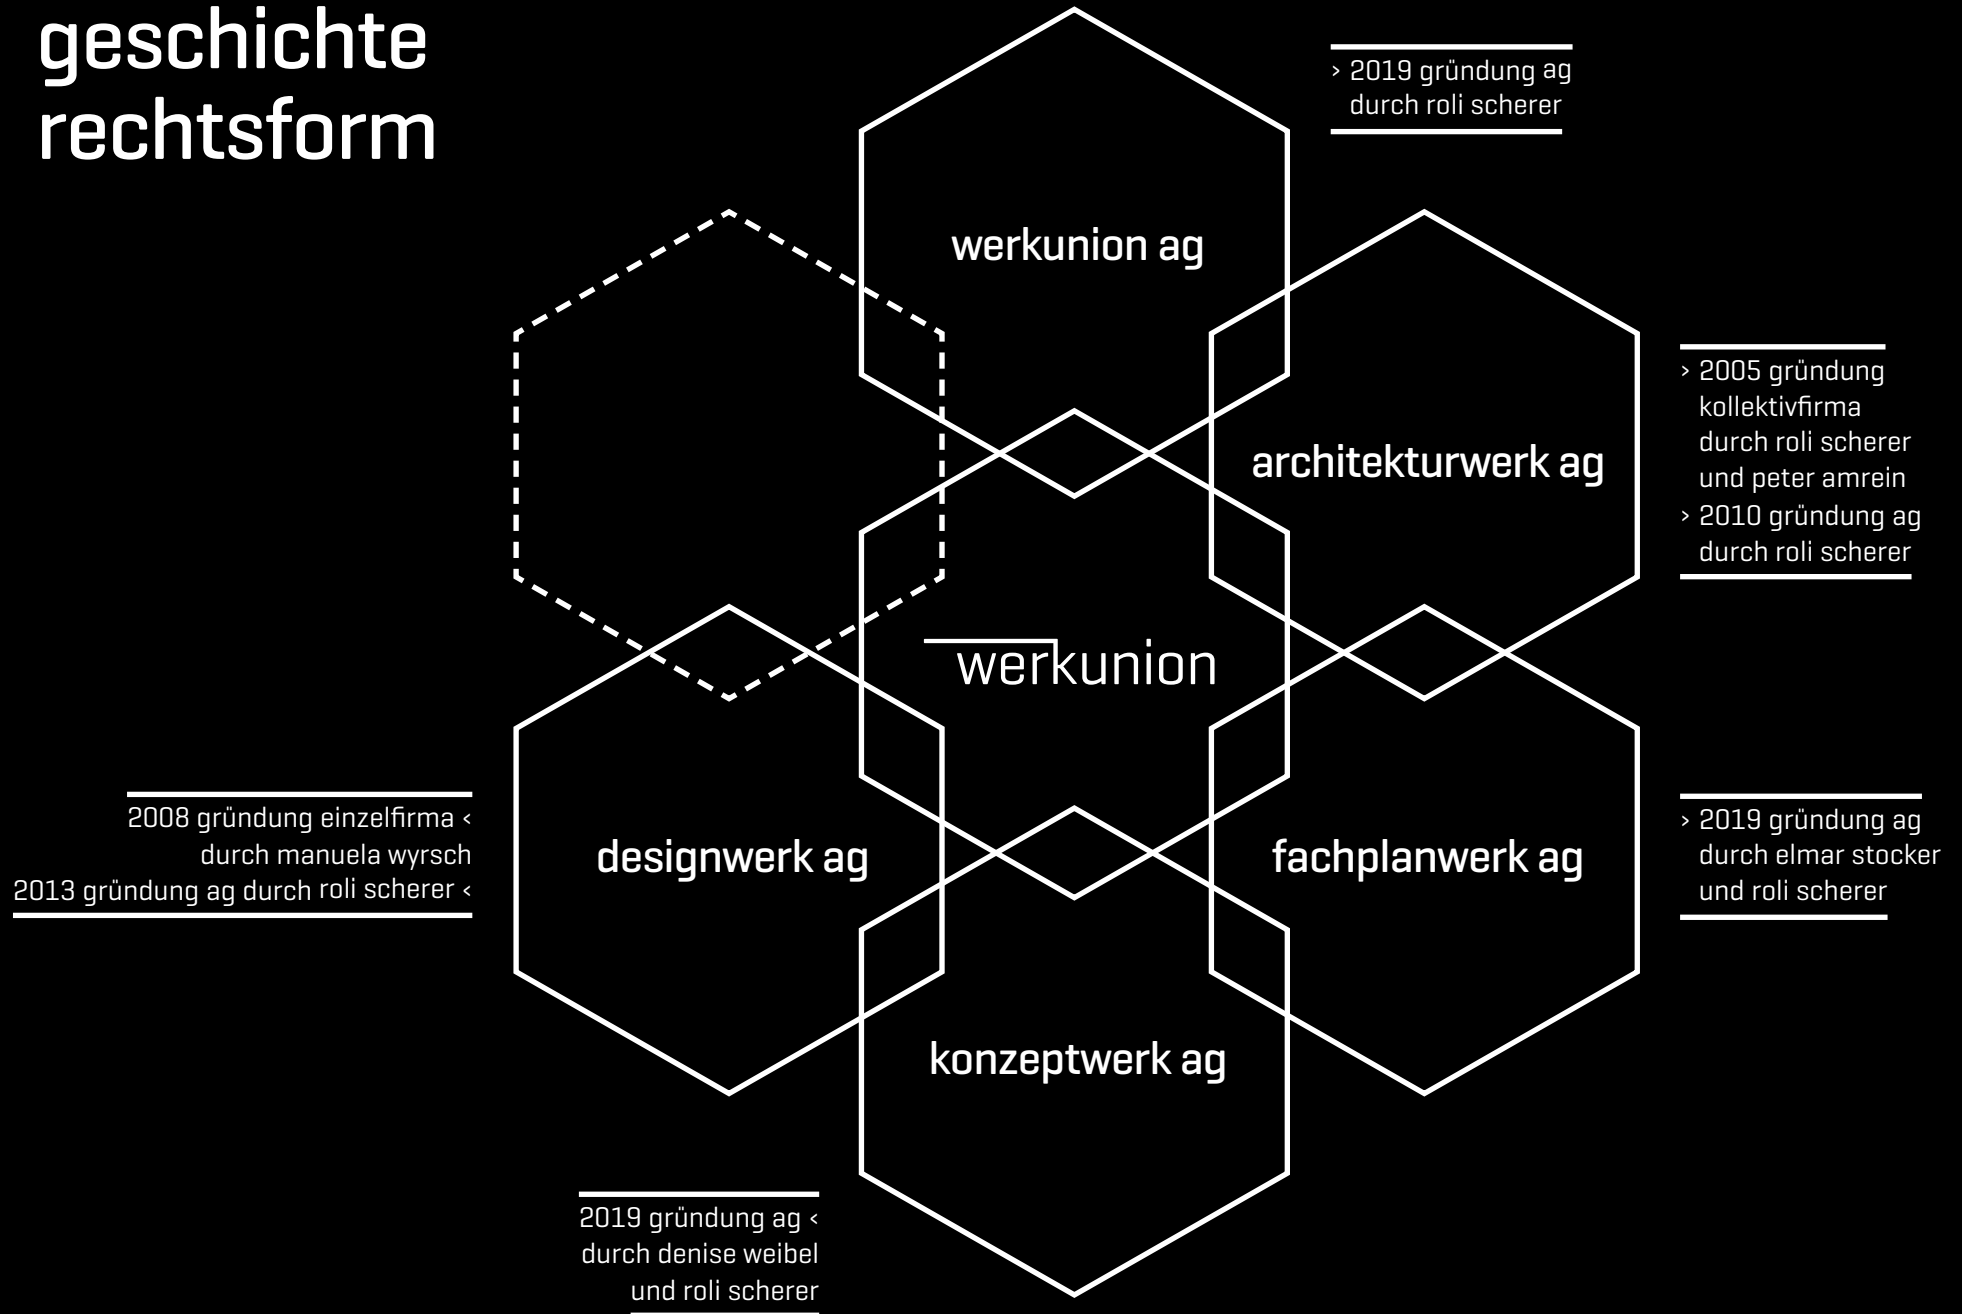 geschichte
rechtsform
> 2019 gründung ag
durch roli scherer
werkunion ag
> 2005 gründung
kollektivfirma
durch roli scherer
und peter amrein
> 2010 gründung ag
durch roli scherer
architekturwerk ag
werkunion
2008 gründung einzelfirma <
durch manuela wyrsch
2013 gründung ag durch roli scherer <
designwerk ag
fachplanwerk ag
> 2019 gründung ag
durch elmar stocker
und roli scherer
konzeptwerk ag
2019 gründung ag <
durch denise weibel
und roli scherer